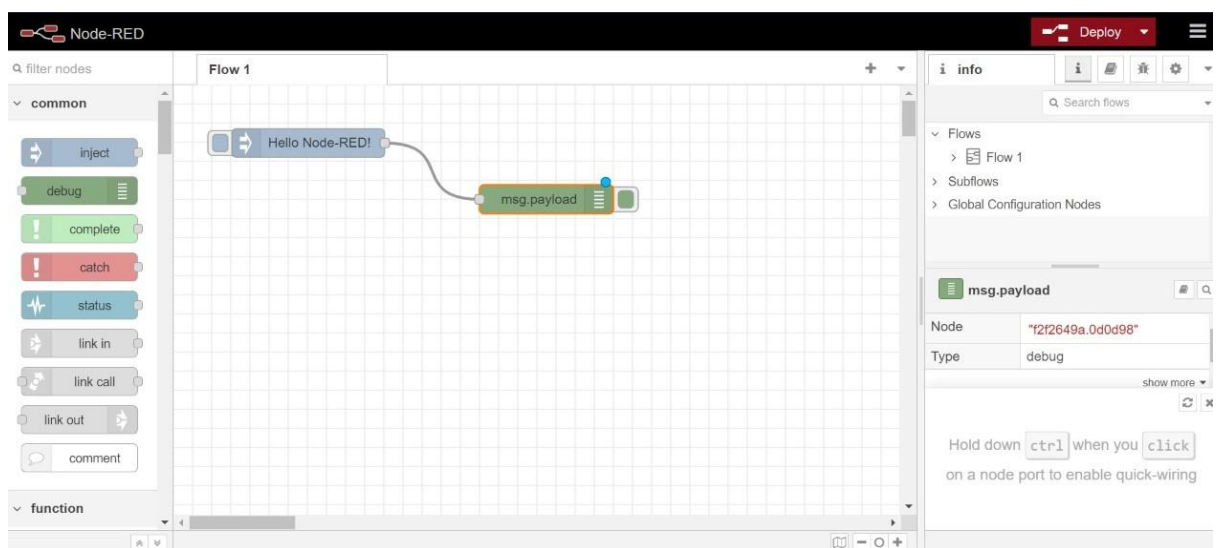 Node-RED
Deploy
filter nodes
common
inject
debug
complete
catch
status
link in
link call
link out
comment
function
Flow 1
Hello Node-RED!
msg.payload
info
Search flows
Flows
Flow 1
Subflows
Global Configuration Nodes
msg.payload
Node "f2f2649a.0d0d98"
Type debug
show more
Hold down ctrl when you click
on a node port to enable quick-wiring